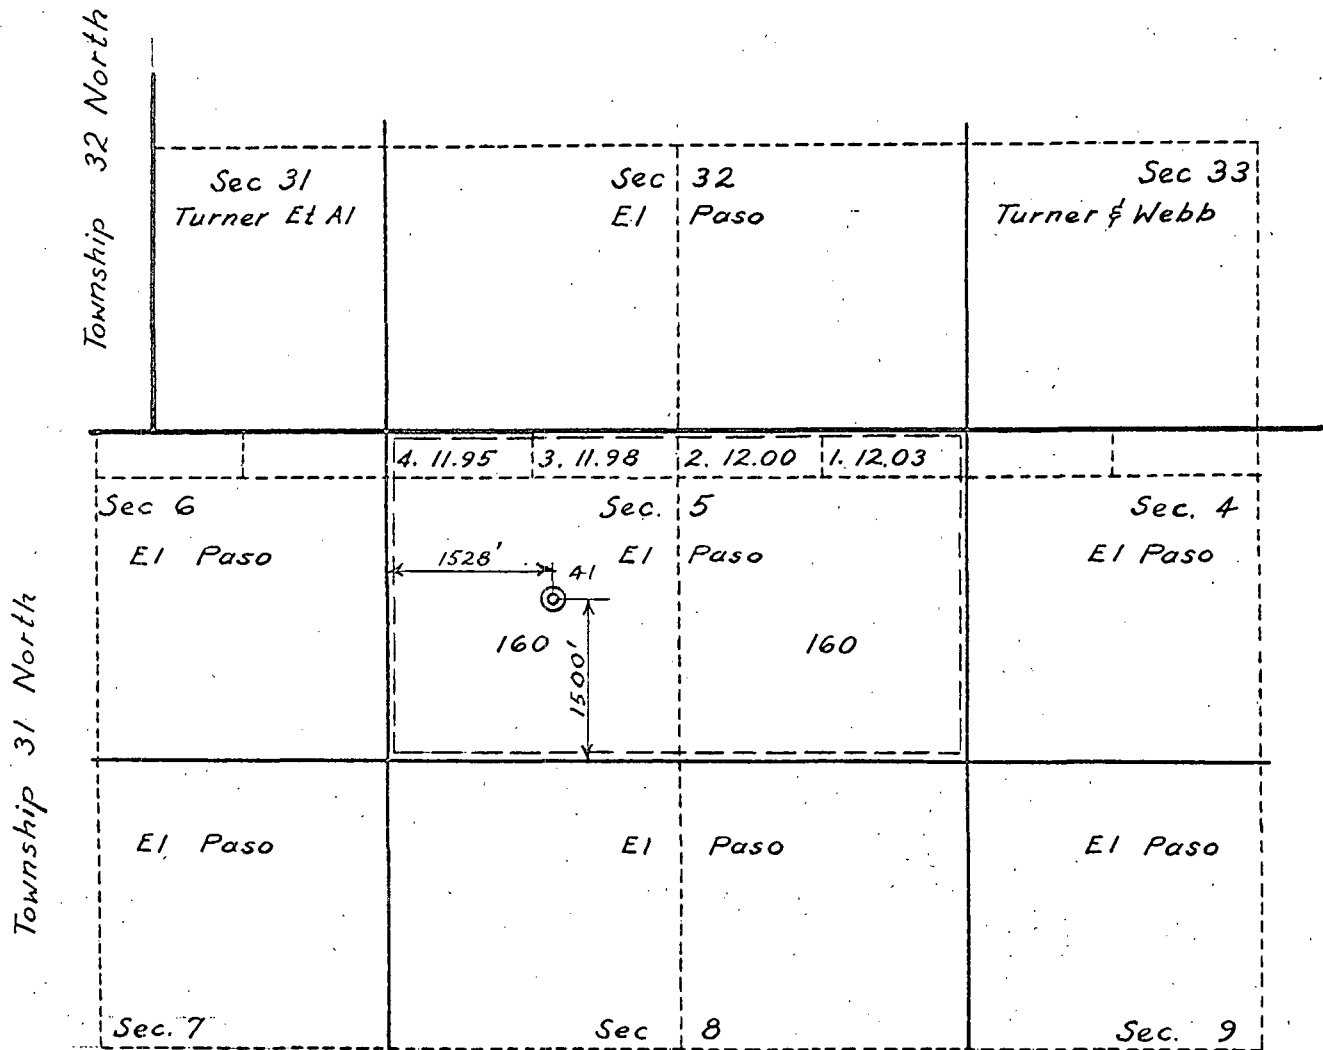 Township 32 North
Sec 31
Turner Et Al
Sec 32
El Paso
Sec 33
Turner & Webb
4. 11.95
3. 11.98
2. 12.00
1. 12.03
Sec 6
El Paso
Sec. 5
El Paso
Sec. 4
El Paso
1528'
41
160
1500'
160
Township 31 North
El Paso
El Paso
El Paso
Sec. 7
Sec 8
Sec. 9